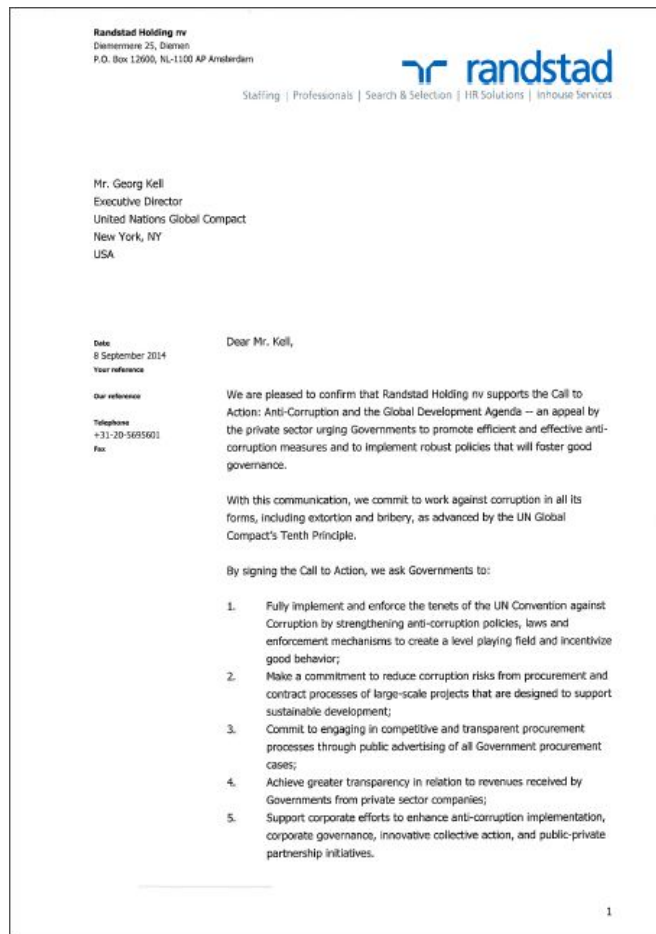 Randstad Holding nv
Diemermere 25, Diemen
P.O. Box 12600, NL-1100 AP Amsterdam
randstad
Staffing | Professionals | Search & Selection | HR Solutions | Inhouse Services
Mr. Georg Kell
Executive Director
United Nations Global Compact
New York, NY
USA
Date
8 September 2014
Your reference
Our reference
Telephone
+31-20-5695601
Fax
Dear Mr. Kell,
We are pleased to confirm that Randstad Holding nv supports the Call to
Action: Anti-Corruption and the Global Development Agenda – an appeal by
the private sector urging Governments to promote efficient and effective anti-
corruption measures and to implement robust policies that will foster good
governance.
With this communication, we commit to work against corruption in all its
forms, including extortion and bribery, as advanced by the UN Global
Compact's Tenth Principle.
By signing the Call to Action, we ask Governments to:
1. Fully implement and enforce the tenets of the UN Convention against
Corruption by strengthening anti-corruption policies, laws and
enforcement mechanisms to create a level playing field and incentivize
good behavior;
2. Make a commitment to reduce corruption risks from procurement and
contract processes of large-scale projects that are designed to support
sustainable development;
3. Commit to engaging in competitive and transparent procurement
processes through public advertising of all Government procurement
cases;
4. Achieve greater transparency in relation to revenues received by
Governments from private sector companies;
5. Support corporate efforts to enhance anti-corruption implementation,
corporate governance, innovative collective action, and public-private
partnership initiatives.
1